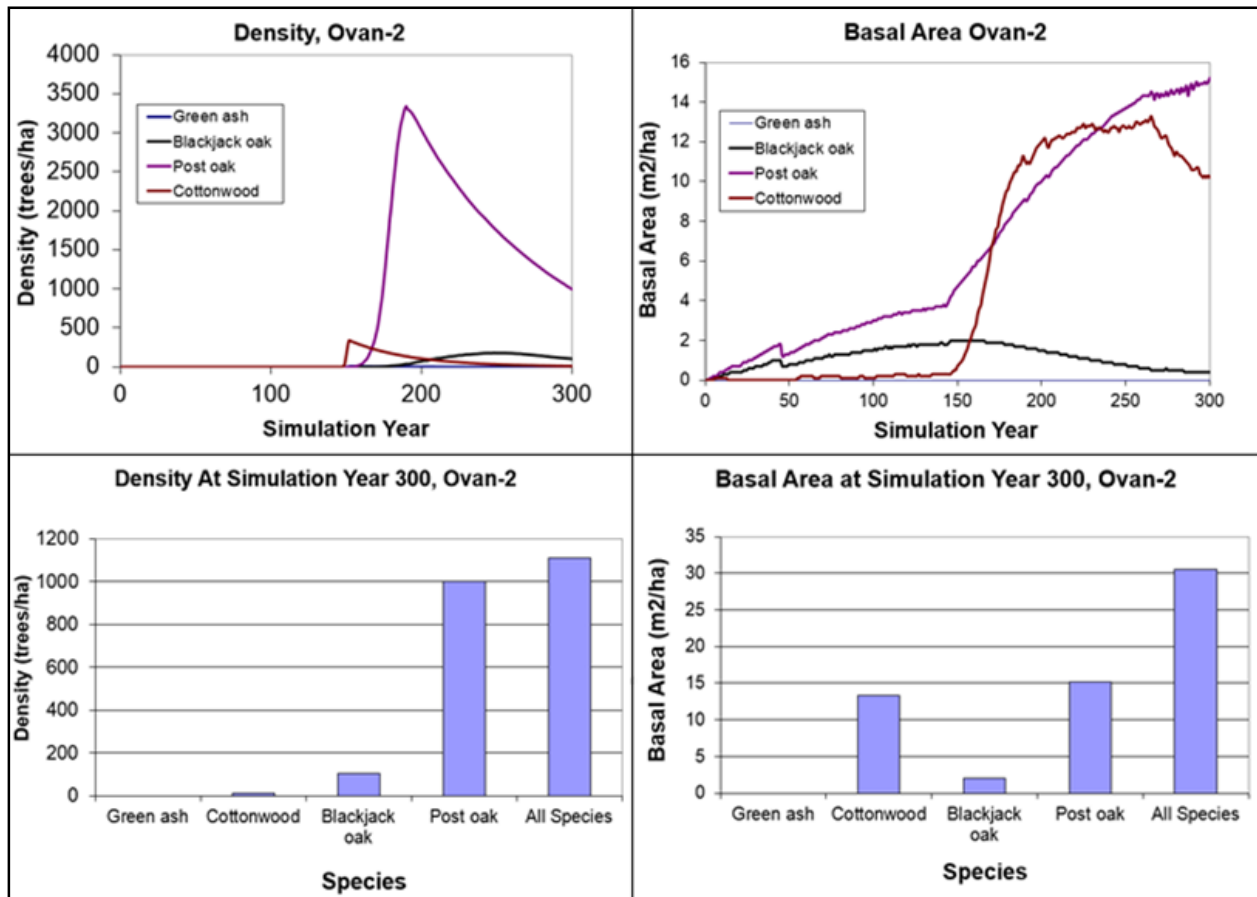 Density, Ovan-2
4000
3500
3000
2500
2000
1500
1000
500
0
Density (trees/ha)
Green ash
Blackjack oak
Post oak
Cottonwood
0 100 200 300
Simulation Year
Basal Area Ovan-2
16
14
12
10
8
6
4
2
0
Basal Area (m2/ha)
Green ash
Blackjack oak
Post oak
Cottonwood
0 50 100 150 200 250 300
Simulation Year
Density At Simulation Year 300, Ovan-2
1200
1000
800
600
400
200
0
Density (trees/ha)
Green ash Cottonwood Blackjack Post oak All Species
oak
Species
Basal Area at Simulation Year 300, Ovan-2
35
30
25
20
15
10
5
0
Basal Area (m2/ha)
Green ash Cottonwood Blackjack Post oak All Species
oak
Species